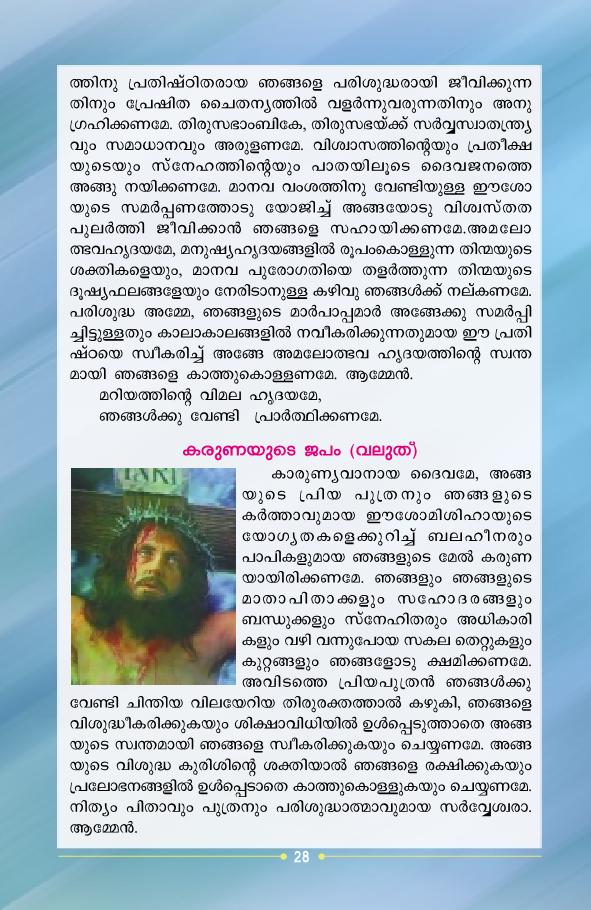 ത്തിനു പ്രതിഷ്ഠിതരായ ഞങ്ങളെ പരിശുദ്ധരായി ജീവിക്കുന്ന
തിനും പ്രേഷിത ചൈതന്യത്തിൽ വളർന്നുവരുന്നതിനും അനു
ഗ്രഹിക്കണമേ. തിരുസഭാംബികേ, തിരുസഭയ്ക്ക് സർവ്വസ്വാതന്ത്ര്യ
വും സമാധാനവും അരുളണമേ. വിശ്വാസത്തിന്റെയും പ്രതീക്ഷ
യുടെയും സ്നേഹത്തിന്റെയും പാതയിലൂടെ ദൈവജനത്തെ
അങ്ങു നയിക്കണമേ. മാനവ വംശത്തിനു വേണ്ടിയുള്ള ഈശോ
യുടെ സമർപ്പണത്തോടു യോജിച്ച് അങ്ങയോടു വിശ്വസ്തത
പുലർത്തി ജീവിക്കാൻ ഞങ്ങളെ സഹായിക്കണമേ.അമലോ
ത്ഭവഹൃദയമേ, മനുഷ്യഹൃദയങ്ങളിൽ രൂപംകൊള്ളുന്ന തിന്മയുടെ
ശക്തികളെയും, മാനവ പുരോഗതിയെ തളർത്തുന്ന തിന്മയുടെ
ദൂഷ്യഫലങ്ങളേയും നേരിടാനുള്ള കഴിവു ഞങ്ങൾക്ക് നല്കണമേ.
പരിശുദ്ധ അമ്മേ, ഞങ്ങളുടെ മാർപാപ്പമാർ അങ്ങേക്കു സമർപ്പി
ച്ചിട്ടുള്ളതും കാലാകാലങ്ങളിൽ നവീകരിക്കുന്നതുമായ ഈ പ്രതി
ഷ്ഠയെ സ്വീകരിച്ച് അങ്ങേ അമലോത്ഭവ ഹൃദയത്തിന്റെ സ്വന്ത
മായി ഞങ്ങളെ കാത്തുകൊള്ളണമേ. ആമ്മേൻ.
മറിയത്തിന്റെ വിമല ഹൃദയമേ,
ഞങ്ങൾക്കു വേണ്ടി പ്രാർത്ഥിക്കണമേ.
കരുണയുടെ ജപം (വലുത്)
INRI
കാരുണ്യവാനായ ദൈവമേ, അങ്ങ
യുടെ പ്രിയ പുത്രനും ഞങ്ങളുടെ
കർത്താവുമായ ഈശോമിശിഹായുടെ
യോഗ്യതകളെക്കുറിച്ച് ബലഹീനരും
പാപികളുമായ ഞങ്ങളുടെ മേൽ കരുണ
യായിരിക്കണമേ. ഞങ്ങളും ഞങ്ങളുടെ
മാതാപിതാക്കളും സഹോദരങ്ങളും
ബന്ധുക്കളും സ്നേഹിതരും അധികാരി
കളും വഴി വന്നുപോയ സകല തെറ്റുകളും
കുറ്റങ്ങളും ഞങ്ങളോടു ക്ഷമിക്കണമേ.
അവിടത്തെ പ്രിയപുത്രൻ ഞങ്ങൾക്കു
വേണ്ടി ചിന്തിയ വിലയേറിയ തിരുരക്തത്താൽ കഴുകി, ഞങ്ങളെ
വിശുദ്ധീകരിക്കുകയും ശിക്ഷാവിധിയിൽ ഉൾപ്പെടുത്താതെ അങ്ങ
യുടെ സ്വന്തമായി ഞങ്ങളെ സ്വീകരിക്കുകയും ചെയ്യണമേ. അങ്ങ
യുടെ വിശുദ്ധ കുരിശിന്റെ ശക്തിയാൽ ഞങ്ങളെ രക്ഷിക്കുകയും
പ്രലോഭനങ്ങളിൽ ഉൾപ്പെടാതെ കാത്തുകൊള്ളുകയും ചെയ്യണമേ.
നിത്യം പിതാവും പുത്രനും പരിശുദ്ധാത്മാവുമായ സർവ്വേശ്വരാ.
ആമ്മേൻ.
28